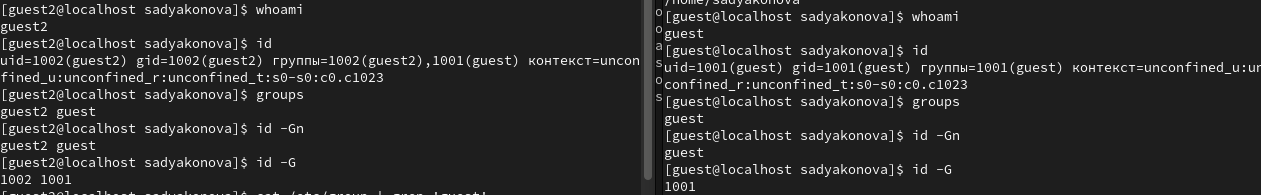 [guest2@localhost sadyakonova]$ whoami
guest2
[guest2@localhost sadyakonova]$ id
uid=1002(guest2) gid=1002(guest2) группы=1002(guest2),1001(guest) контекст=uncon
fined_u:unconfined_r:unconfined_t:s0-s0:c0.c1023
[guest2@localhost sadyakonova]$ groups
guest2 guest
[guest2@localhost sadyakonova]$ id -Gn
guest2 guest
[guest2@localhost sadyakonova]$ id -G
1002 1001
/home/sadyakonova
[guest@localhost sadyakonova]$ whoami
guest
[guest@localhost sadyakonova]$ id
uid=1001(guest) gid=1001(guest) группы=1001(guest) контекст=unconfined_u:un
confined_r:unconfined_t:s0-s0:c0.c1023
[guest@localhost sadyakonova]$ groups
guest
[guest@localhost sadyakonova]$ id -Gn
guest
[guest@localhost sadyakonova]$ id -G
1001